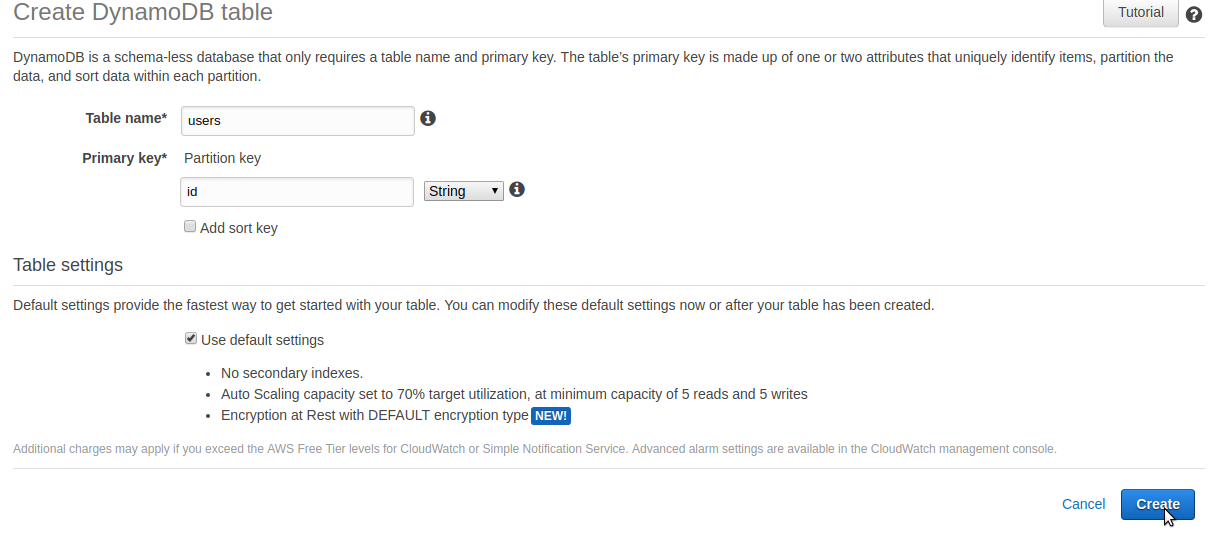 Create DynamoDB table
Tutorial
DynamoDB is a schema-less database that only requires a table name and primary key. The table's primary key is made up of one or two attributes that uniquely identify items, partition the
data, and sort data within each partition.
Table name* users
Primary key* Partition key
id String
Add sort key
Table settings
Default settings provide the fastest way to get started with your table. You can modify these default settings now or after your table has been created.
Use default settings
• No secondary indexes.
• Auto Scaling capacity set to 70% target utilization, at minimum capacity of 5 reads and 5 writes
• Encryption at Rest with DEFAULT encryption type NEW!
Additional charges may apply if you exceed the AWS Free Tier levels for CloudWatch or Simple Notification Service. Advanced alarm settings are available in the CloudWatch management console.
Cancel Create